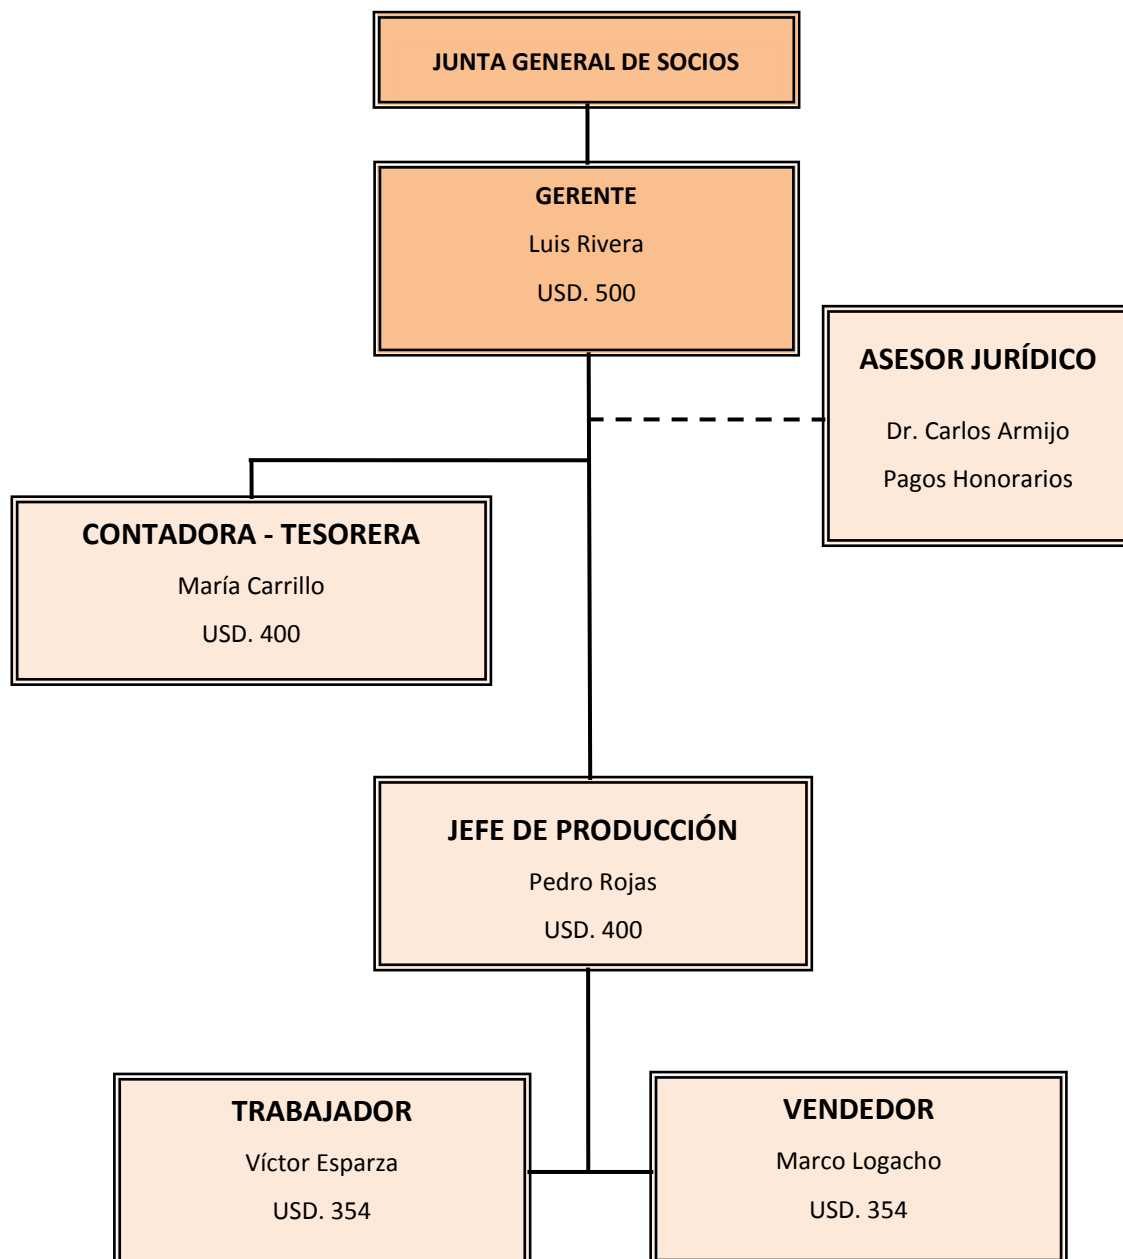 JUNTA GENERAL DE SOCIOS
GERENTE
Luis Rivera
USD. 500
ASESOR JURÍDICO
Dr. Carlos Armijo
Pagos Honorarios
CONTADORA - TESORERA
María Carrillo
USD. 400
JEFE DE PRODUCCIÓN
Pedro Rojas
USD. 400
TRABAJADOR
Víctor Esparza
USD. 354
VENDEDOR
Marco Logacho
USD. 354